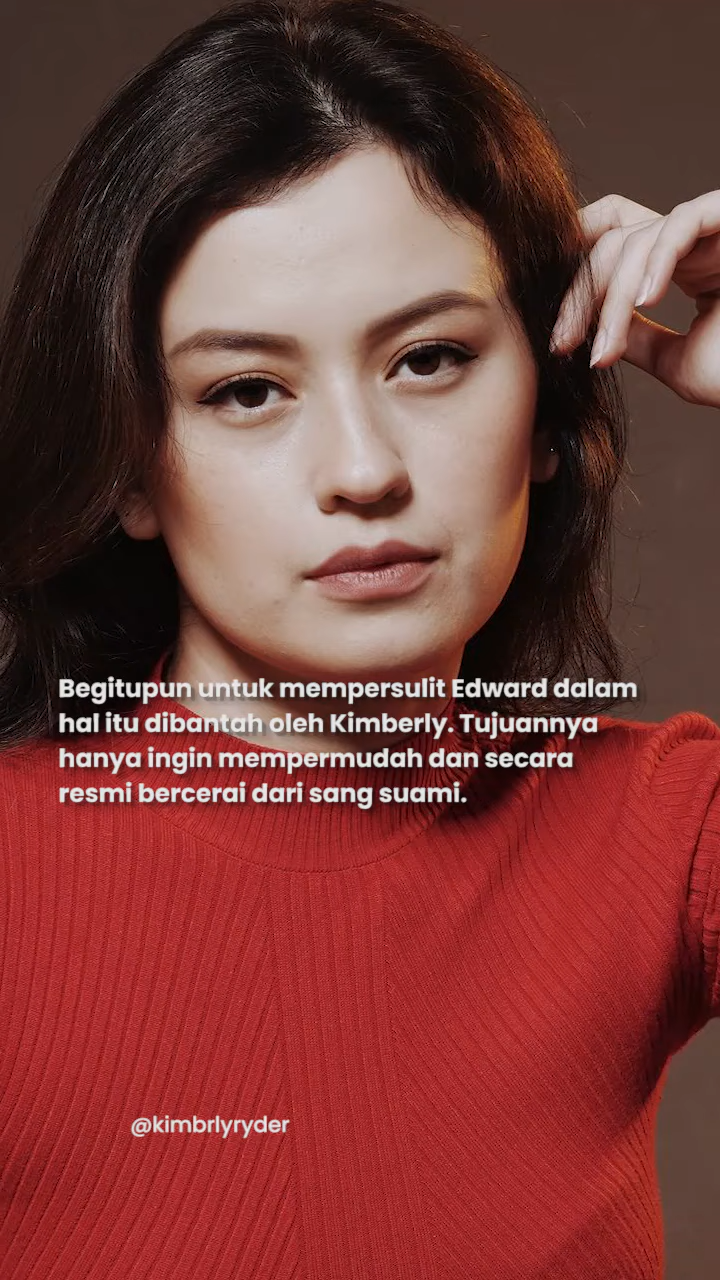 Begitupun untuk mempersulit Edward dalam
hal itu dibantah oleh Kimberly. Tujuannya
hanya ingin mempermudah dan secara
resmi bercerai dari sang suami.
@kimbrlyryder